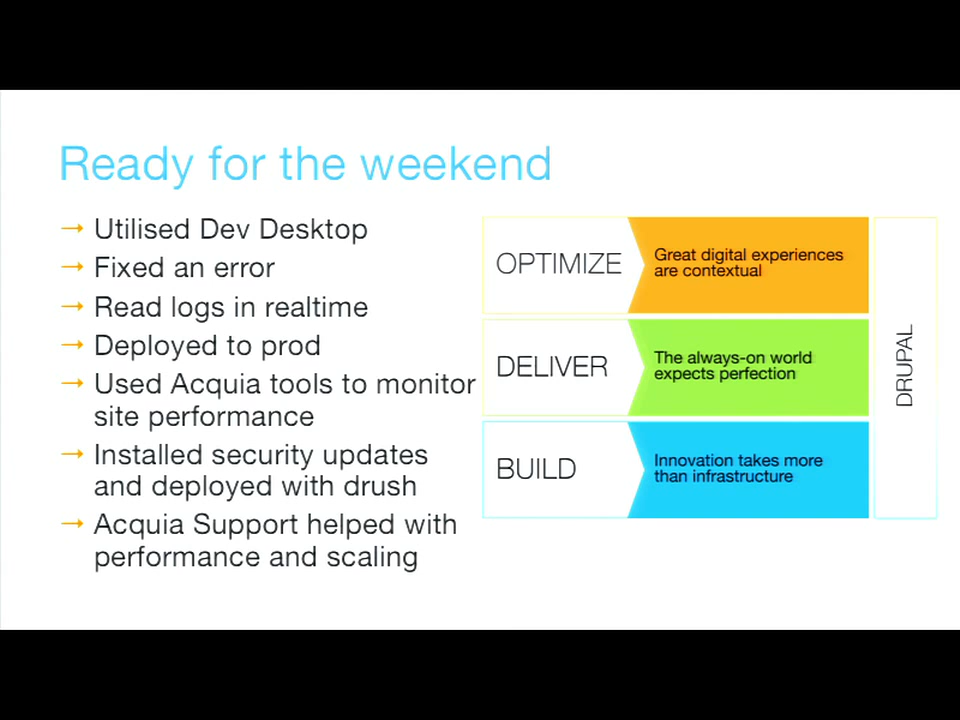 Ready for the weekend
→ Utilised Dev Desktop
→ Fixed an error
→ Read logs in realtime
→ Deployed to prod
→ Used Acquia tools to monitor
site performance
→ Installed security updates
and deployed with drush
→ Acquia Support helped with
performance and scaling
OPTIMIZE
Great digital experiences
are contextual
DELIVER
The always-on world
expects perfection
BUILD
Innovation takes more
than infrastructure
DRUPAL